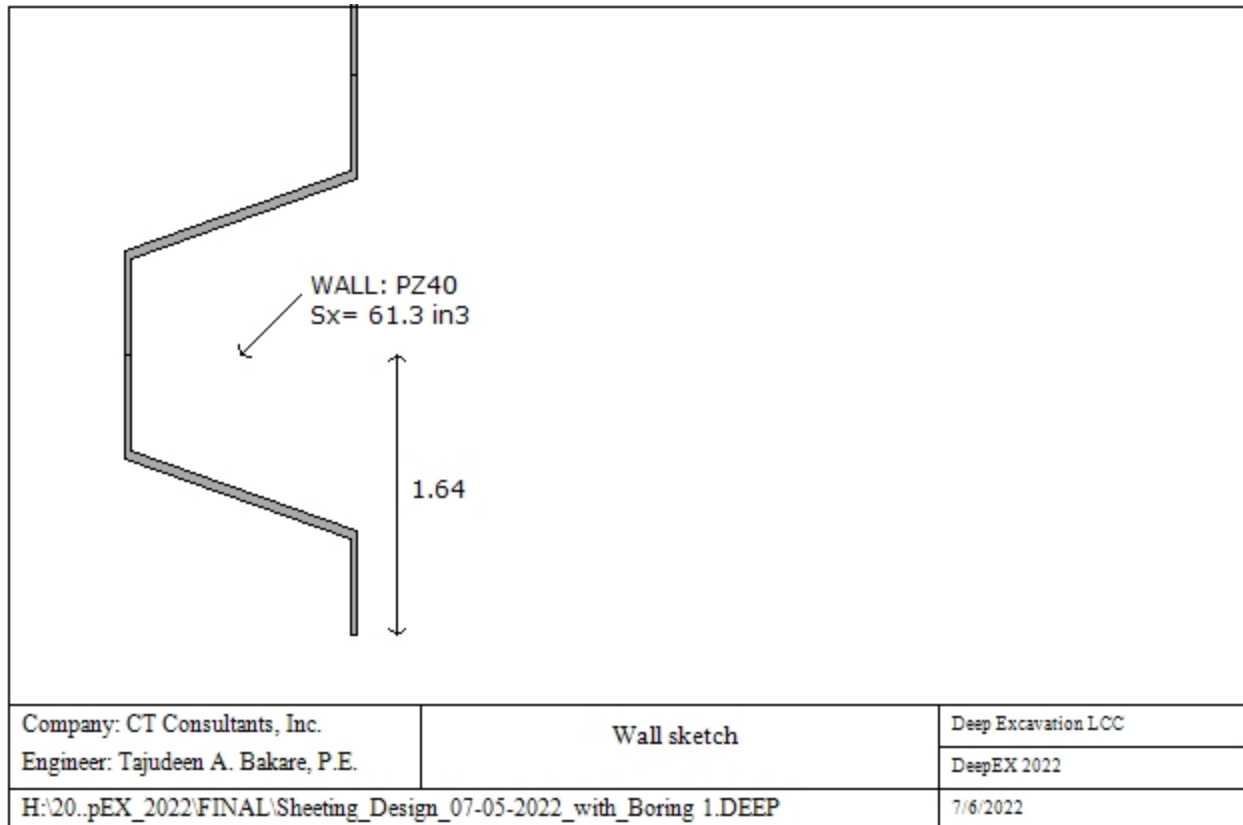 WALL: PZ40
Sx= 61.3 in3
1.64
Company: CT Consultants, Inc.
Engineer: Tajudeen A. Bakare, P.E.
Wall sketch
Deep Excavation LCC
DeepEX 2022
H:\20..pEX_2022\FINAL\Sheeting_Design_07-05-2022_with_Boring 1.DEEP
7/6/2022